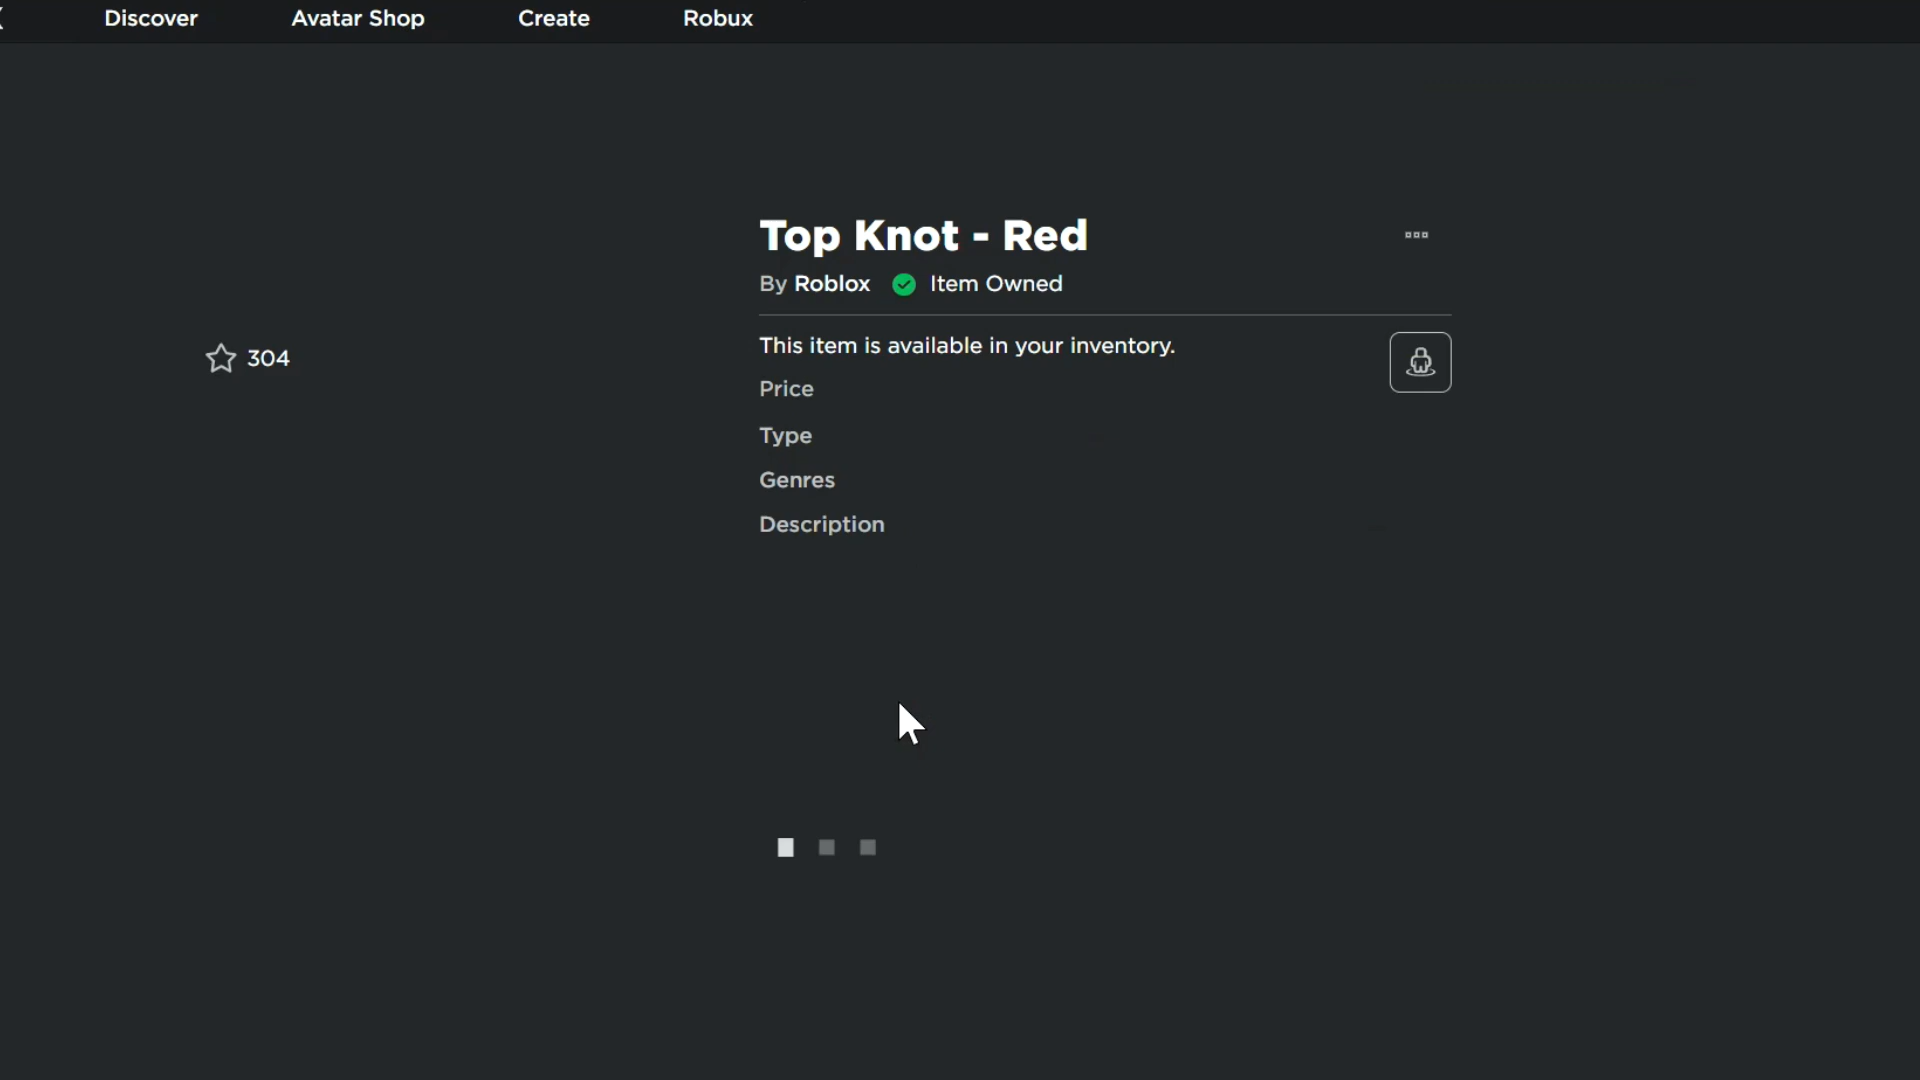 Discover Avatar Shop Create Robux
Top Knot - Red
By Roblox Item Owned
This item is available in your inventory.
304
Price
Type
Genres
Description